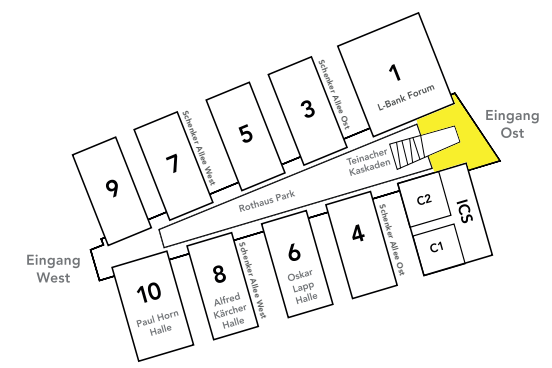 1
L-Bank Forum
3
Schenker Allee Ost
5
7
Schenker Allee West
9
Eingang
Ost
Teinacher
Kaskaden
Rothaus Park
Eingang
West
10
Paul Horn
Halle
8
Alfred
Kärcher
Halle
Schenker Allee West
6
Oskar
Lapp
Halle
4
Schenker Allee Ost
C2
C1
ICS